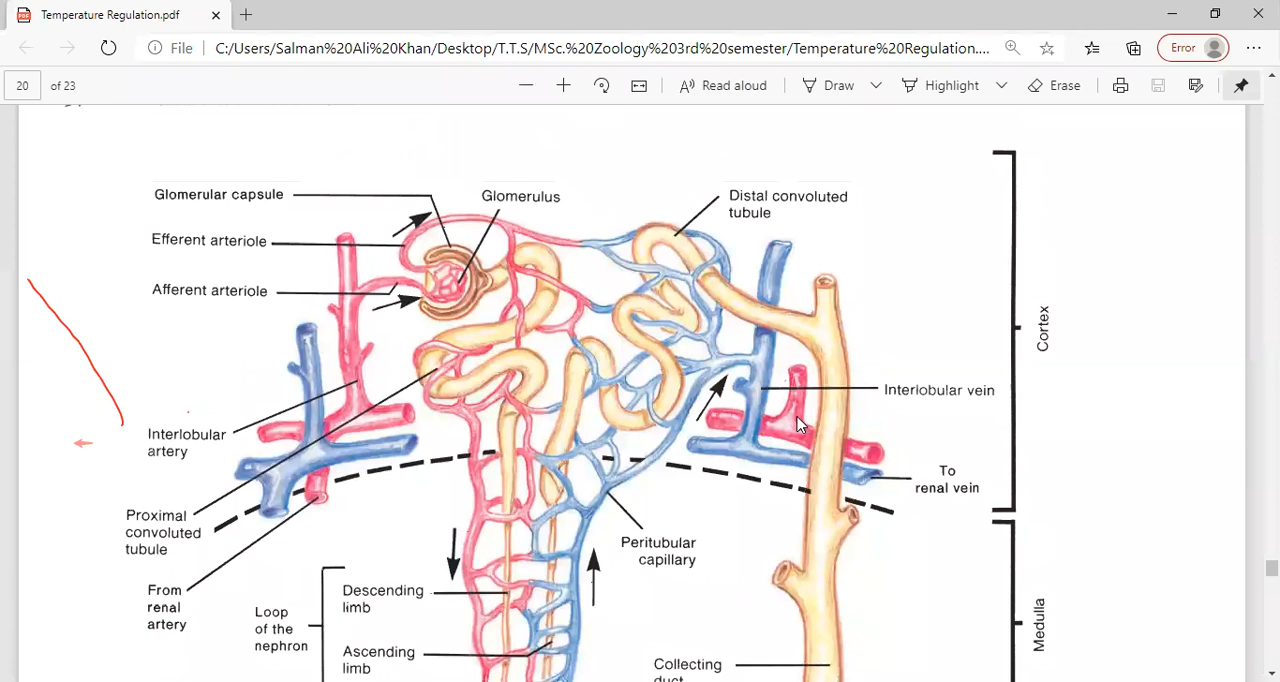 Temperature Regulation.pdf
File
C:/Users/Salman%20Ali%20Khan/Desktop/T.T.S/MSc.%20Zoology%203rd%20semester/Temperature%20Regulation....
Error
20 of 23
Read aloud
Draw
Highlight
Erase
Glomerular capsule
Glomerulus
Distal convoluted
tubule
Efferent arteriole
Afferent arteriole
Cortex
Interlobular vein
Interlobular
artery
To
renal vein
Proximal
convoluted
tubule
Peritubular
capillary
From
renal
artery
Descending
limb
Loop
of the
nephron
Medulla
Ascending
limb
Collecting
duct